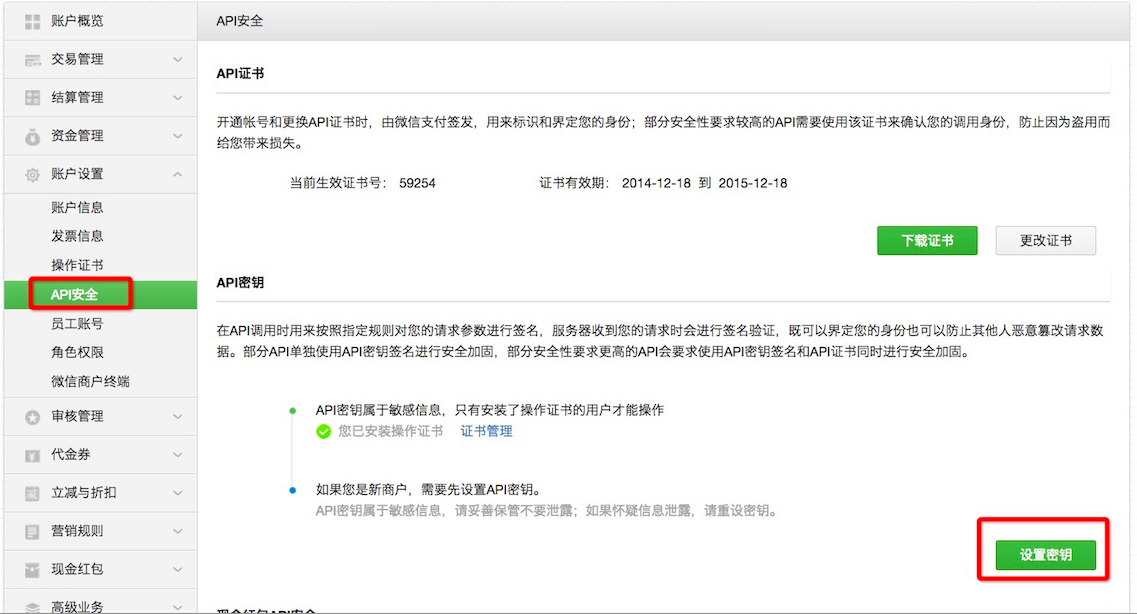 账户概览
交易管理
结算管理
资金管理
账户设置
账户信息
发票信息
操作证书
API安全
员工账号
角色权限
微信商户终端
审核管理
代金券
立减与折扣
营销规则
现金红包
高级业务
API安全
API证书
开通帐号和更换API证书时，由微信支付签发，用来标识和界定您的身份；部分安全性要求较高的API需要使用该证书来确认您的调用身份，防止因为盗用而
给您带来损失。
当前生效证书号： 59254 证书有效期： 2014-12-18 到 2015-12-18
下载证书 更改证书
API密钥
在API调用时用来按照指定规则对您的请求参数进行签名，服务器收到您的请求时会进行签名验证，既可以界定您的身份也可以防止其他人恶意篡改请求数
据。部分API单独使用API密钥签名进行安全加固，部分安全性要求更高的API会要求使用API密钥签名和API证书同时进行安全加固。
API密钥属于敏感信息，只有安装了操作证书的用户才能操作
您已安装操作证书 证书管理
如果您是新商户，需要先设置API密钥。
API密钥属于敏感信息，请妥善保管不要泄露；如果怀疑信息泄露，请重设密钥。
设置密钥
现金红包API安全